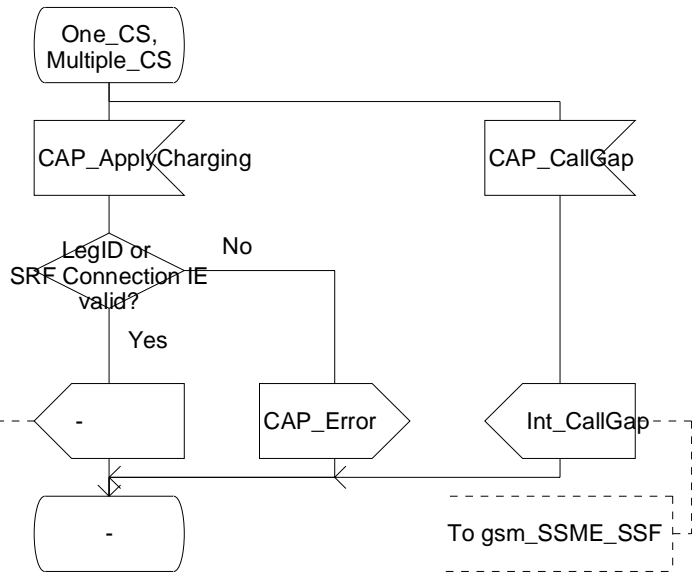 One_CS,
Multiple_CS
CAP_ApplyCharging
CAP_CallGap
LegID or
SRF Connection IE
valid?
No
Yes
-
CAP_Error
Int_CallGap
-
To gsm_SSME_SSF